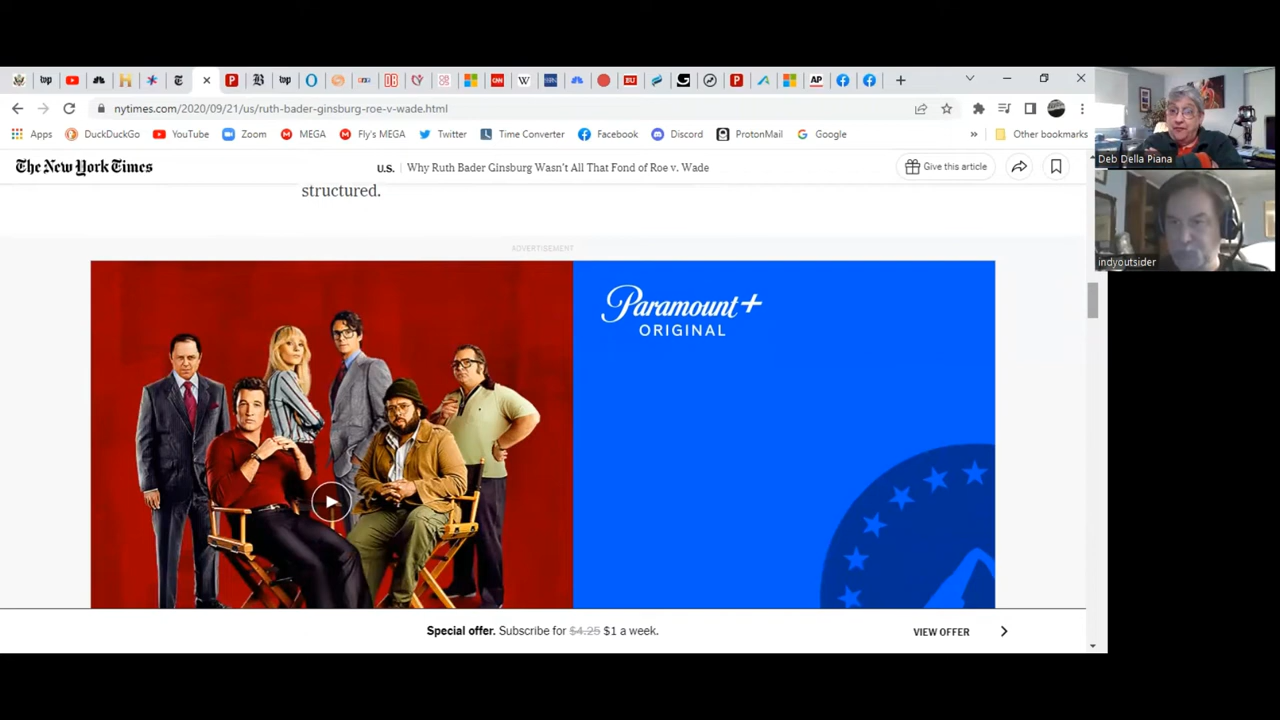 nytimes.com/2020/09/21/us/ruth-bader-ginsburg-roe-v-wade.html
Apps DuckDuckGo YouTube Zoom MEGA Fly's MEGA Twitter Time Converter Facebook Discord ProtonMail Google » Other bookmarks
The New York Times
U.S. Why Ruth Bader Ginsburg Wasn't All That Fond of Roe v. Wade
Give this article
structured.
ADVERTISEMENT
Paramount+
ORIGINAL
Special offer. Subscribe for $4.25 $1 a week.
VIEW OFFER
Deb Della Piana
indyoutsider